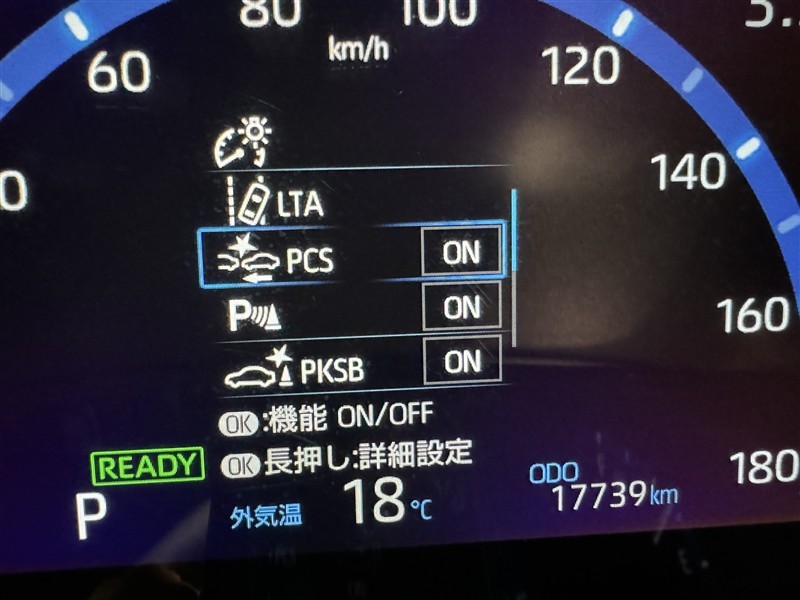 80
100
km/h
60
120
140
0
LTA
PCS ON
P ON
160
PKSB ON
OK:機能 ON/OFF
OK長押し:詳細設定
READY
P
外気温 18℃
ODO
17739km
180